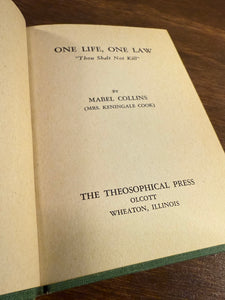 ONE LIFE, ONE LAW
"Thou Shalt Not Kill"
BY
MABEL COLLINS
(MRS. KENINGALE COOK)
THE THEOSOPHICAL PRESS
OLCOTT
WHEATON, ILLINOIS